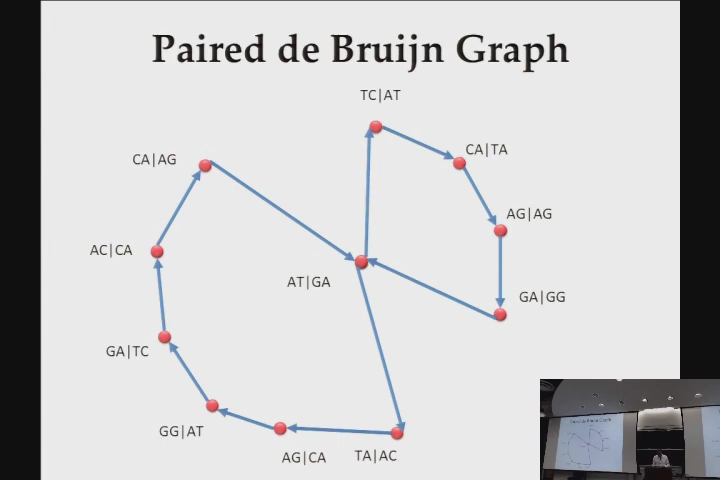 Paired de Bruijn Graph
TC|AT
CA|TA
CA|AG
AG|AG
AC|CA
AT|GA
GA|GG
GA|TC
GG|AT
AG|CA
TA|AC